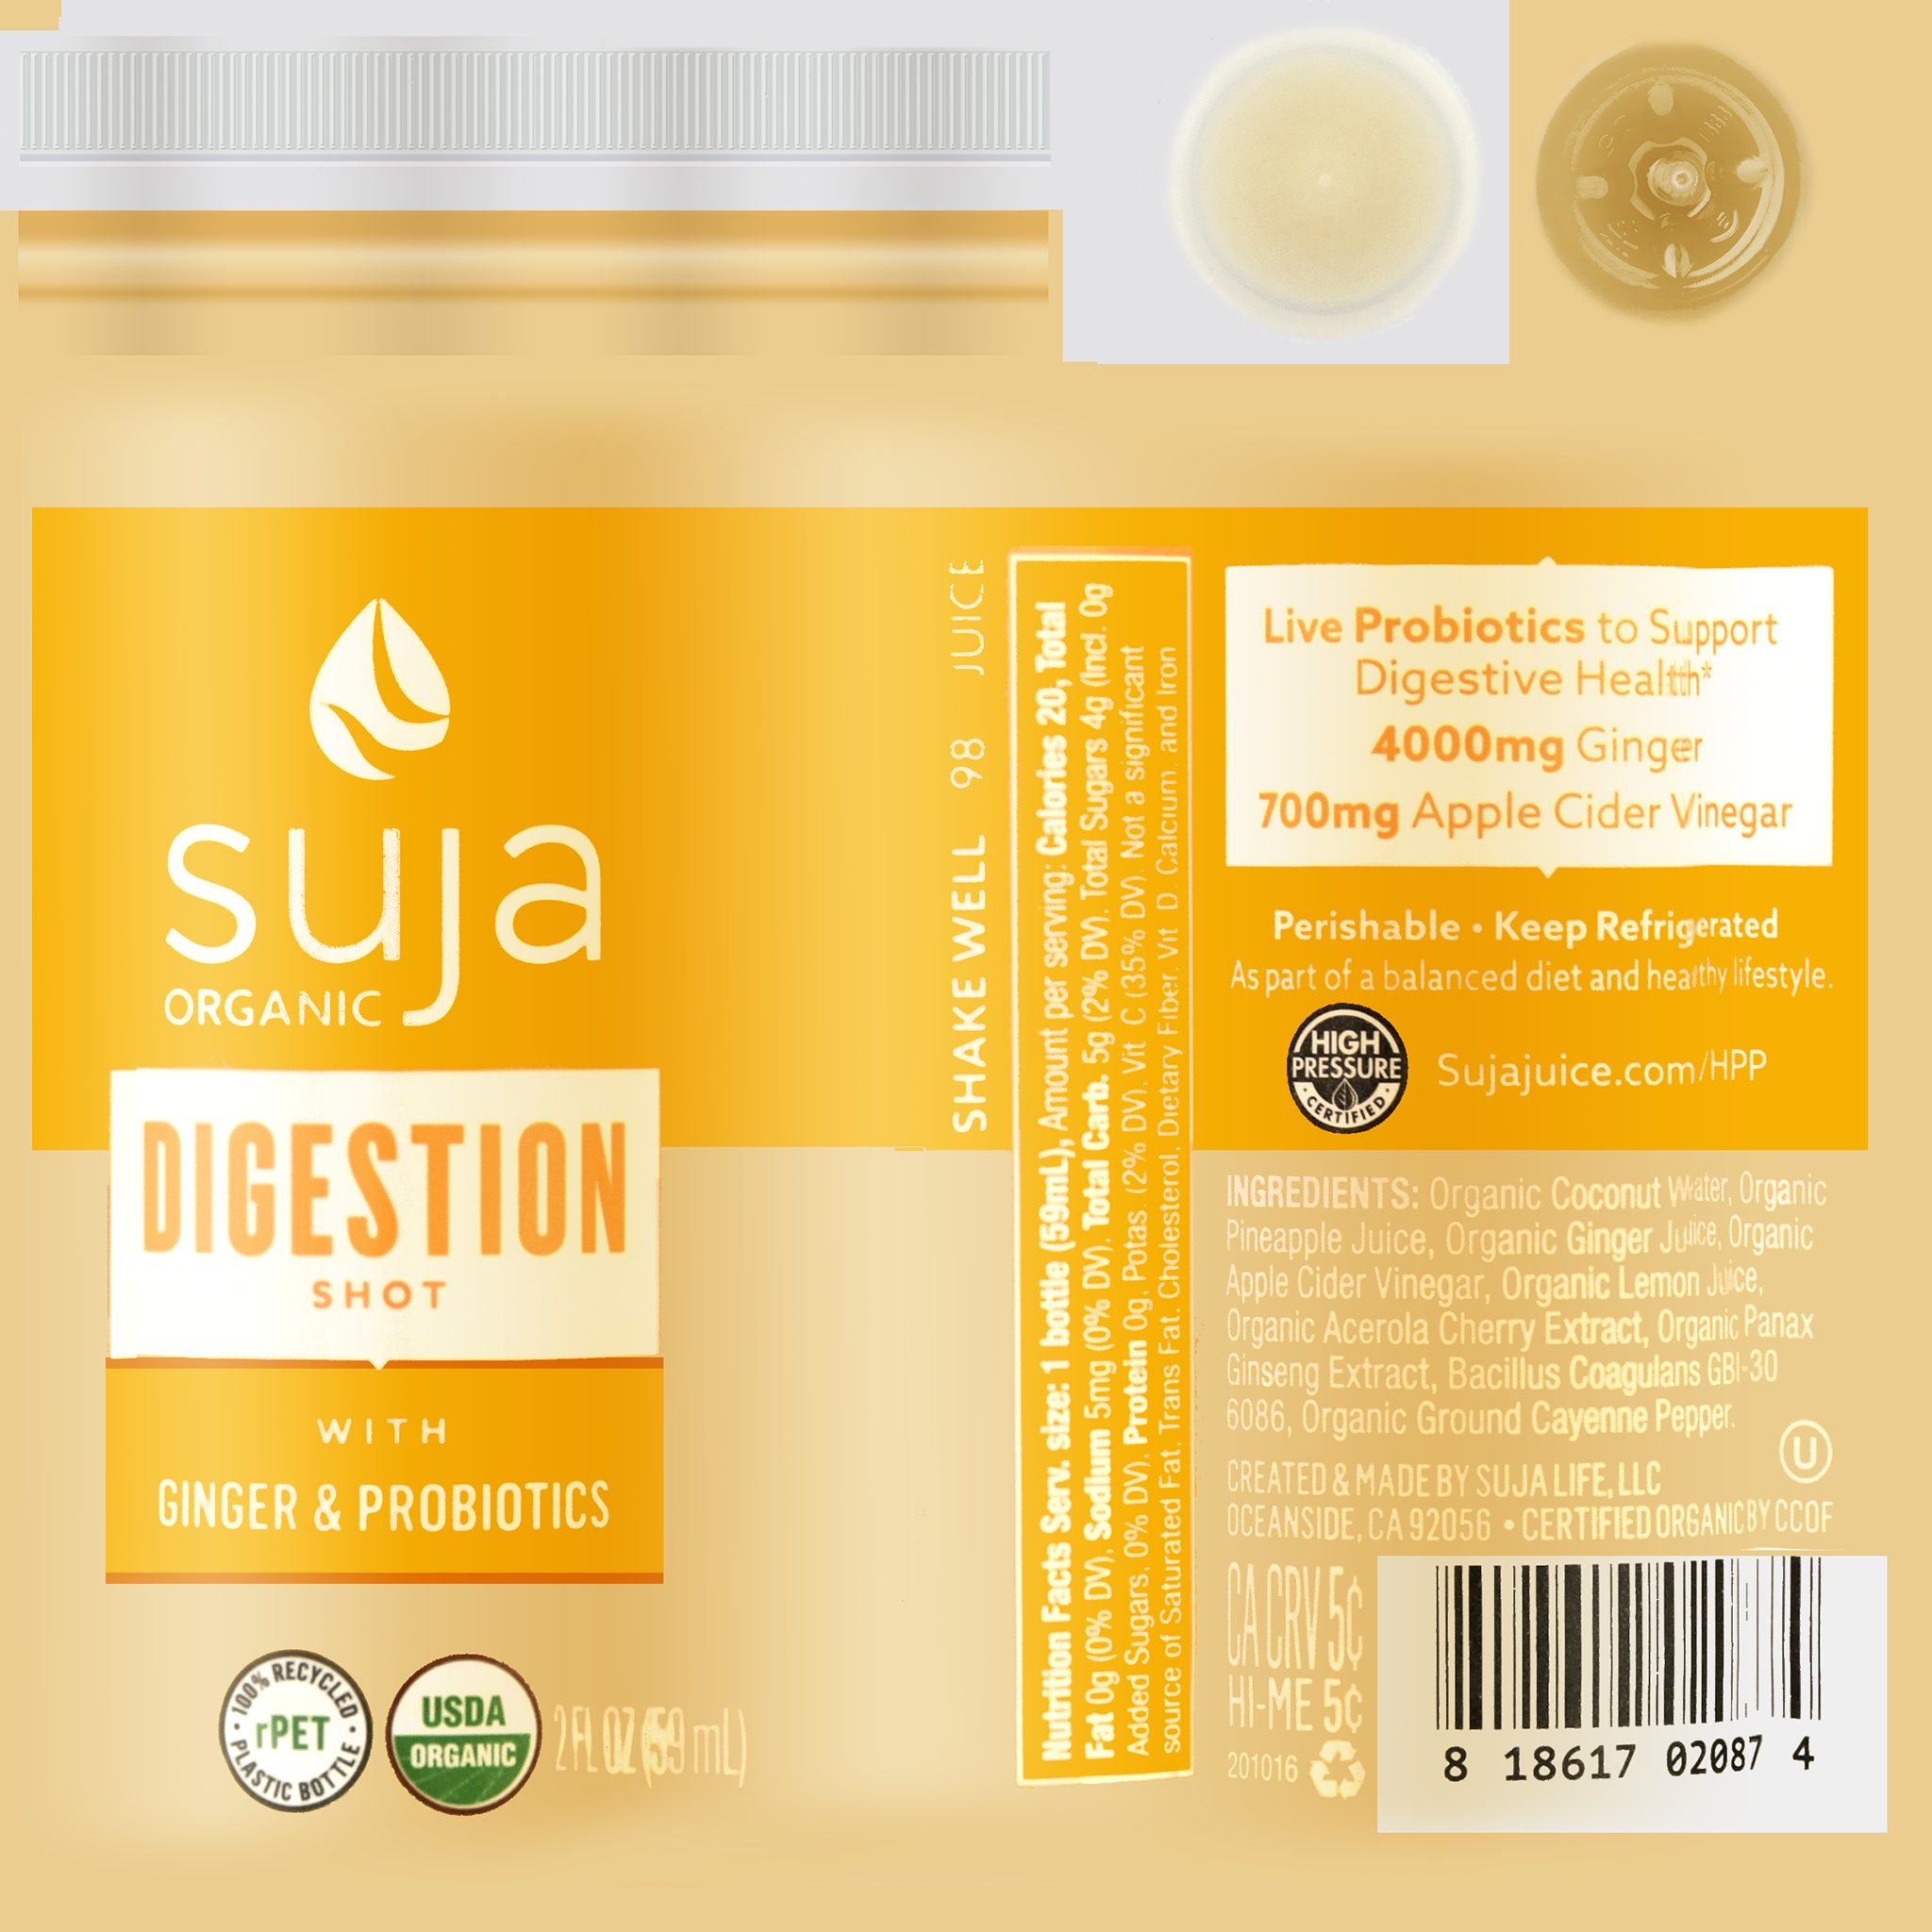 suja
ORGANIC
DIGESTION
SHOT
WITH
GINGER & PROBIOTICS
100% RECYCLED
rPET
PLASTIC BOTTLE
USDA
ORGANIC
2 FL OZ (59 mL)
SHAKE WELL 98 JUICE
Nutrition Facts Serv. size: 1 bottle (59mL), Amount per serving: Calories 20, Total
Fat 0g (0% DV), Sodium 5mg (0% DV), Total Carb. 5g (2% DV), Total Sugars 4g (Incl. 0g
Added Sugars, 0% DV), Protein 0g, Potas. (2% DV), Vit C (35% DV). Not a significant
source of Saturated Fat, Trans Fat, Cholesterol, Dietary Fiber, Vit D, Calcium, and Iron
Live Probiotics to Support
Digestive Health*
4000mg Ginger
700mg Apple Cider Vinegar
Perishable • Keep Refrigerated
As part of a balanced diet and healthy lifestyle.
HIGH
PRESSURE
CERTIFIED
Sujajuice.com/HPP
INGREDIENTS: Organic Coconut Water, Organic
Pineapple Juice, Organic Ginger Juice, Organic
Apple Cider Vinegar, Organic Lemon Juice,
Organic Acerola Cherry Extract, Organic Panax
Ginseng Extract, Bacillus Coagulans GBI-30
6086, Organic Ground Cayenne Pepper.
U
CREATED & MADE BY SUJA LIFE, LLC
OCEANSIDE, CA 92056 • CERTIFIED ORGANIC BY CCOF
CA CRV 5¢
HI-ME 5¢
201016
8 18617 02087 4